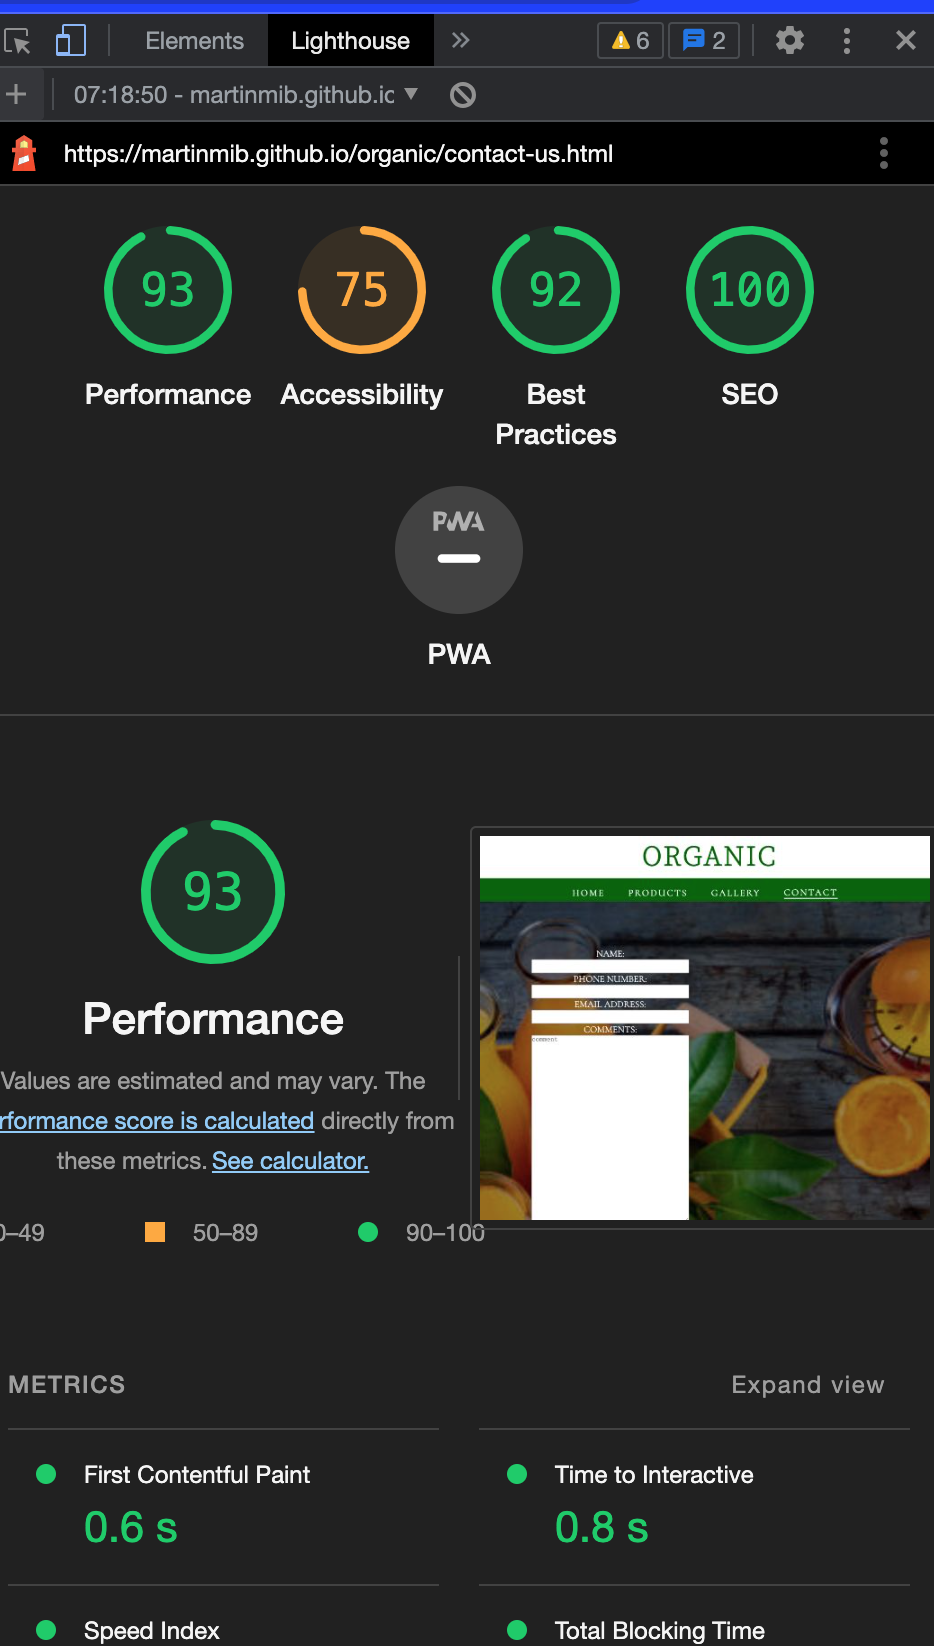 Elements
Lighthouse
6
2
07:18:50 - martinmib.github.io
https://martinmib.github.io/organic/contact-us.html
93
75
92
100
Performance
Accessibility
Best
Practices
SEO
PWA
PWA
93
Performance
Values are estimated and may vary. The
rformance score is calculated directly from
these metrics. See calculator.
0–49
50–89
90–100
ORGANIC
HOME
PRODUCTS
GALLERY
CONTACT
NAME:
PHONE NUMBER:
EMAIL ADDRESS:
COMMENTS:
comment
METRICS
Expand view
First Contentful Paint
0.6 s
Time to Interactive
0.8 s
Speed Index
Total Blocking Time